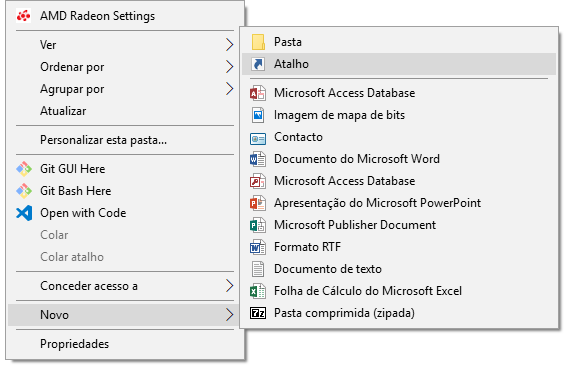 AMD Radeon Settings
Ver
Ordenar por
Agrupar por
Atualizar
Personalizar esta pasta...
Git GUI Here
Git Bash Here
Open with Code
Colar
Colar atalho
Conceder acesso a
Novo
Propriedades
Pasta
Atalho
Microsoft Access Database
Imagem de mapa de bits
Contacto
Documento do Microsoft Word
Microsoft Access Database
Apresentação do Microsoft PowerPoint
Microsoft Publisher Document
Formato RTF
Documento de texto
Folha de Cálculo do Microsoft Excel
Pasta comprimida (zipada)